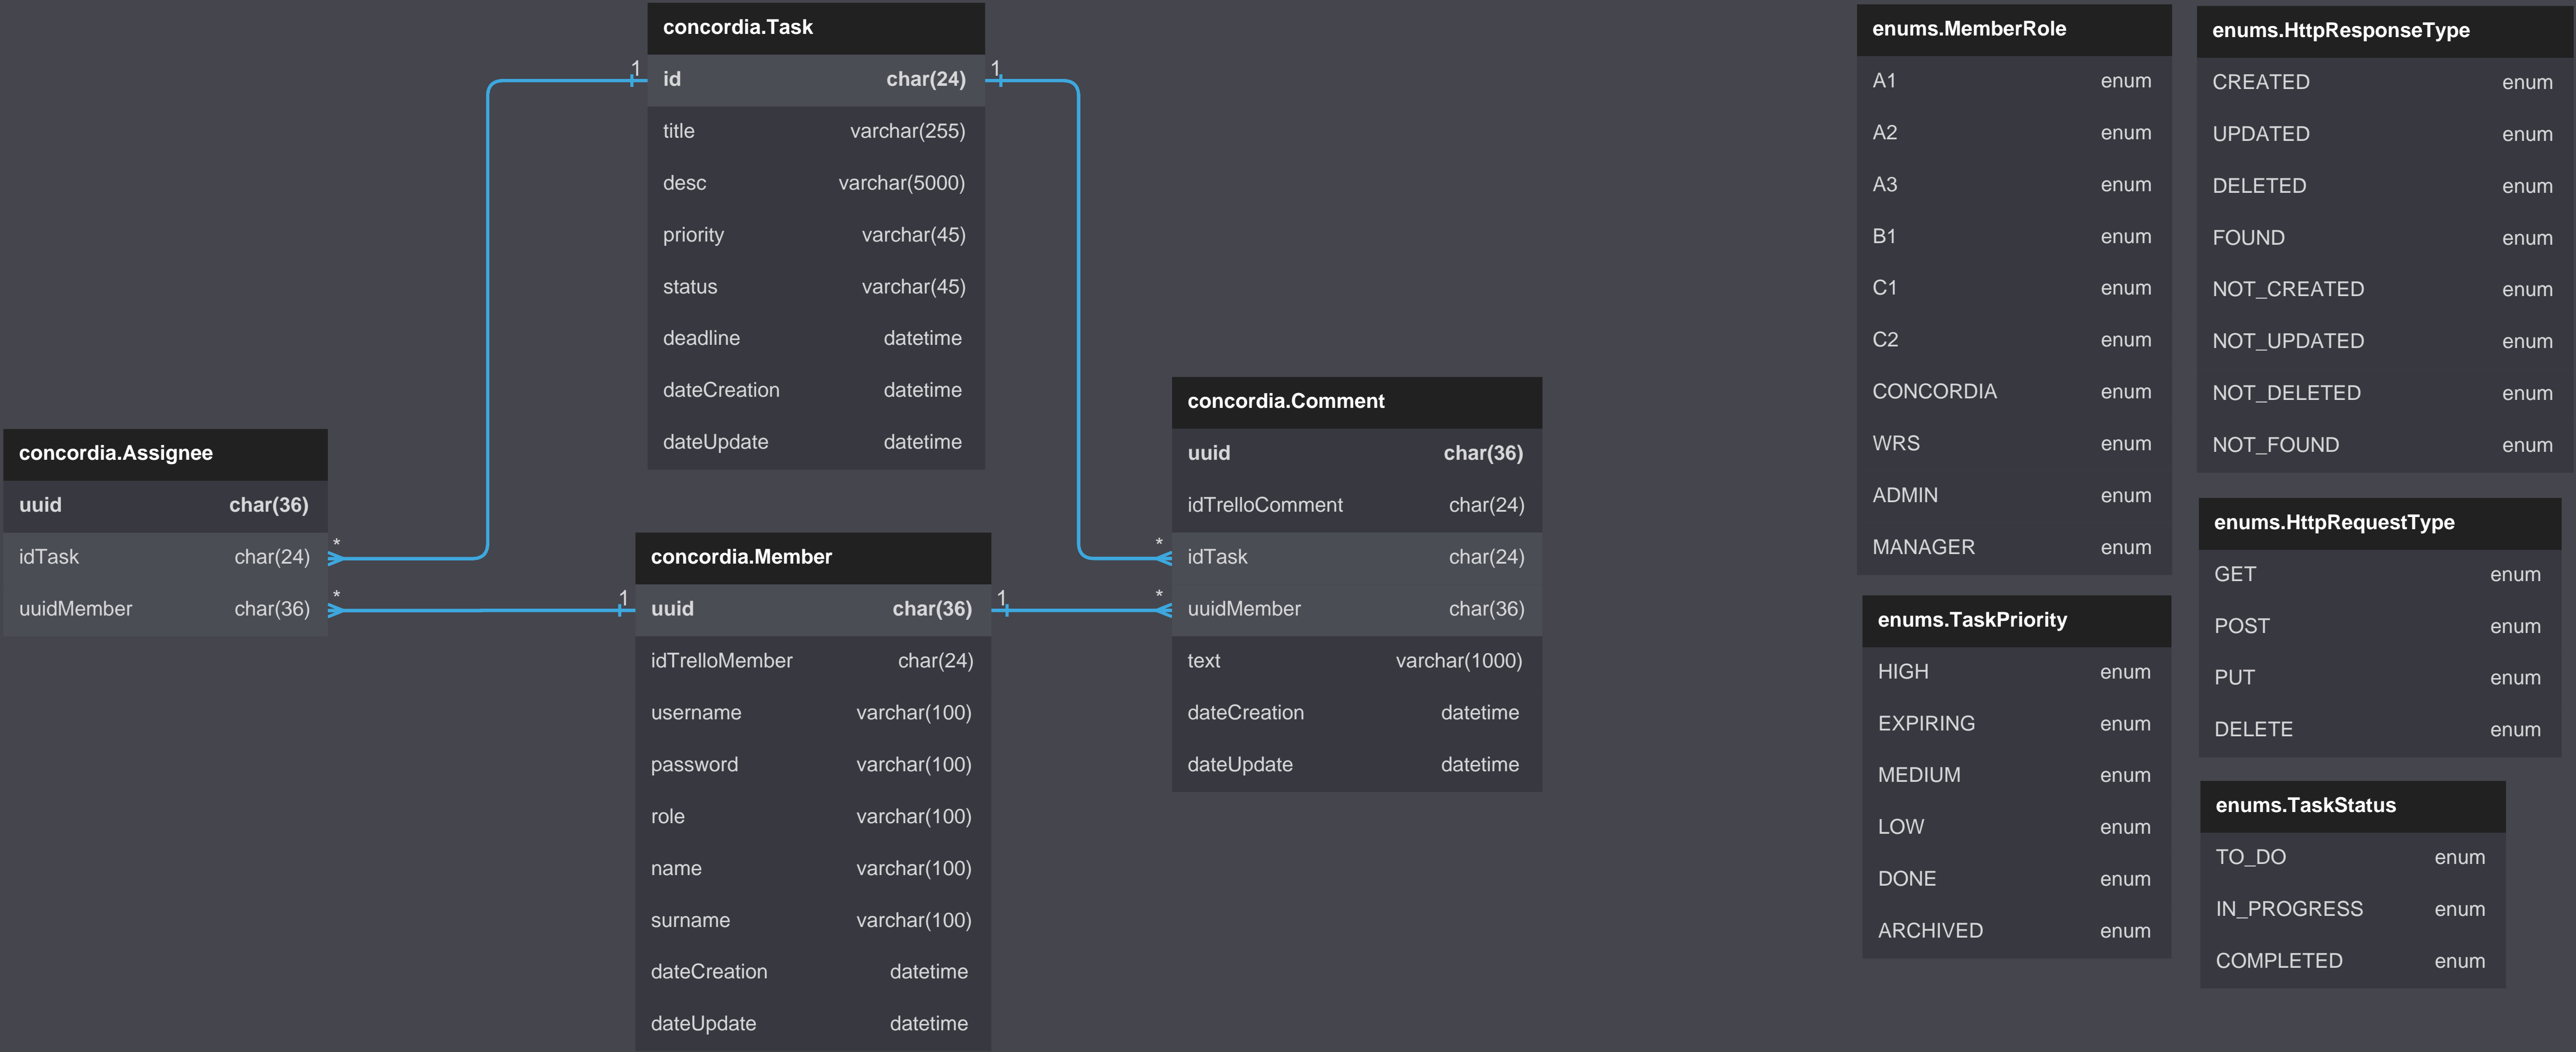 concordia.Task
1 id char(24) 1
title varchar(255)
desc varchar(5000)
priority varchar(45)
status varchar(45)
deadline datetime
dateCreation datetime
dateUpdate datetime
concordia.Assignee
uuid char(36)
idTask char(24) *
uuidMember char(36) *
concordia.Member
1 uuid char(36) 1
idTrelloMember char(24)
username varchar(100)
password varchar(100)
role varchar(100)
name varchar(100)
surname varchar(100)
dateCreation datetime
dateUpdate datetime
concordia.Comment
uuid char(36)
idTrelloComment char(24)
* idTask char(24)
* uuidMember char(36)
text varchar(1000)
dateCreation datetime
dateUpdate datetime
enums.MemberRole
A1 enum
A2 enum
A3 enum
B1 enum
C1 enum
C2 enum
CONCORDIA enum
WRS enum
ADMIN enum
MANAGER enum
enums.TaskPriority
HIGH enum
EXPIRING enum
MEDIUM enum
LOW enum
DONE enum
ARCHIVED enum
enums.HttpResponseType
CREATED enum
UPDATED enum
DELETED enum
FOUND enum
NOT_CREATED enum
NOT_UPDATED enum
NOT_DELETED enum
NOT_FOUND enum
enums.HttpRequestType
GET enum
POST enum
PUT enum
DELETE enum
enums.TaskStatus
TO_DO enum
IN_PROGRESS enum
COMPLETED enum